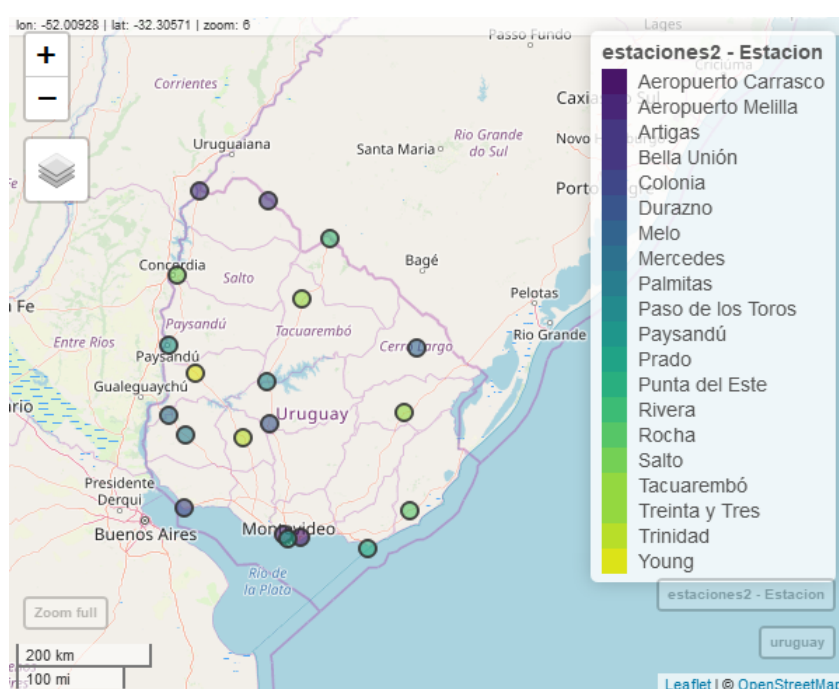 lon: -52.00928 | lat: -32.30571 | zoom: 6
Lages
Passo Fundo
+
−
estaciones2 - Estacion
Criciúma
Aeropuerto Carrasco
Aeropuerto Melilla
Artigas
Bella Unión
Colonia
Durazno
Melo
Mercedes
Palmitas
Paso de los Toros
Paysandú
Prado
Punta del Este
Rivera
Rocha
Salto
Tacuarembó
Treinta y Tres
Trinidad
Young
Corrientes
Uruguaiana
Santa Maria
Rio Grande
do Sul
Novo
Concordia
Salto
Bagé
Pelotas
Rio Grande
Entre Ríos
Paysandú
Tacuarembó
Cerro Largo
Paysandú
Gualeguaychú
Uruguay
Presidente
Derqui
Buenos Aires
Montevideo
Río de
la Plata
Zoom full
estaciones2 - Estacion
uruguay
200 km
100 mi
Leaflet | © OpenStreetMap